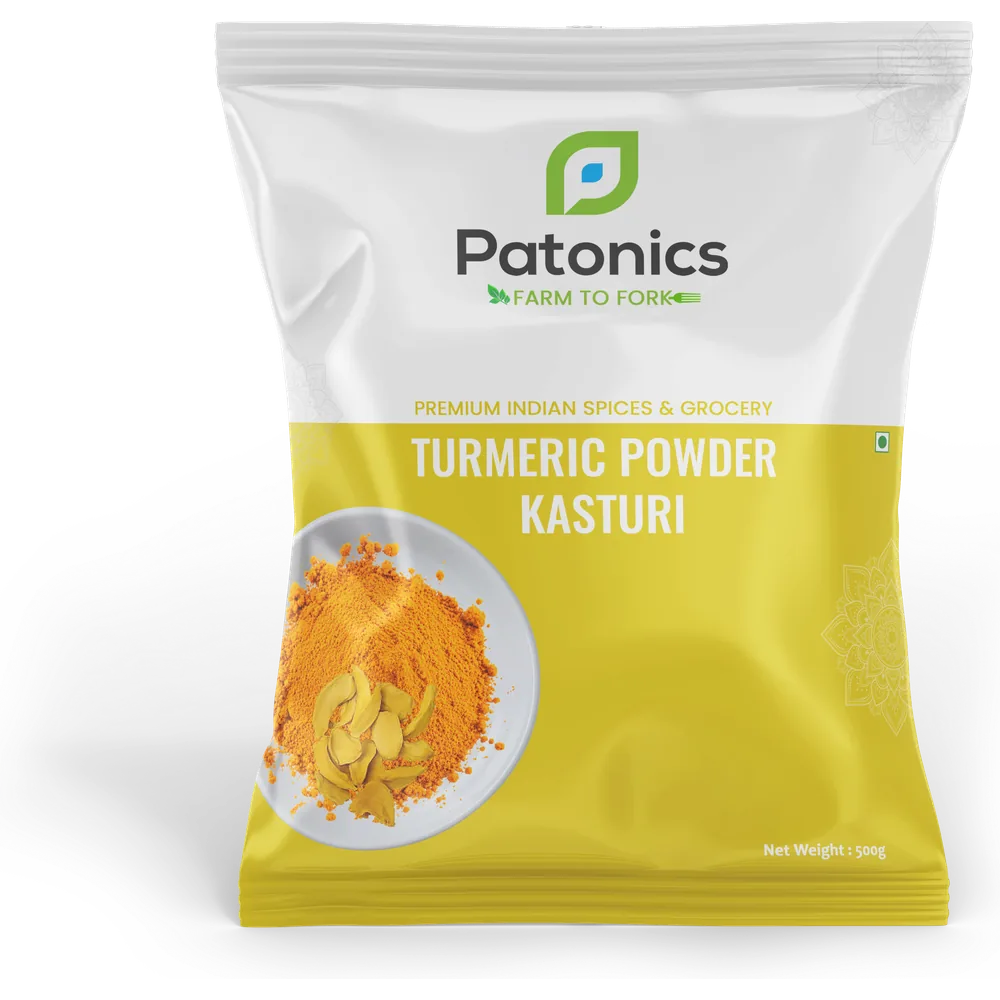 Patonics
FARM TO FORK
PREMIUM INDIAN SPICES & GROCERY
TURMERIC POWDER
KASTURI
Net Weight : 500g